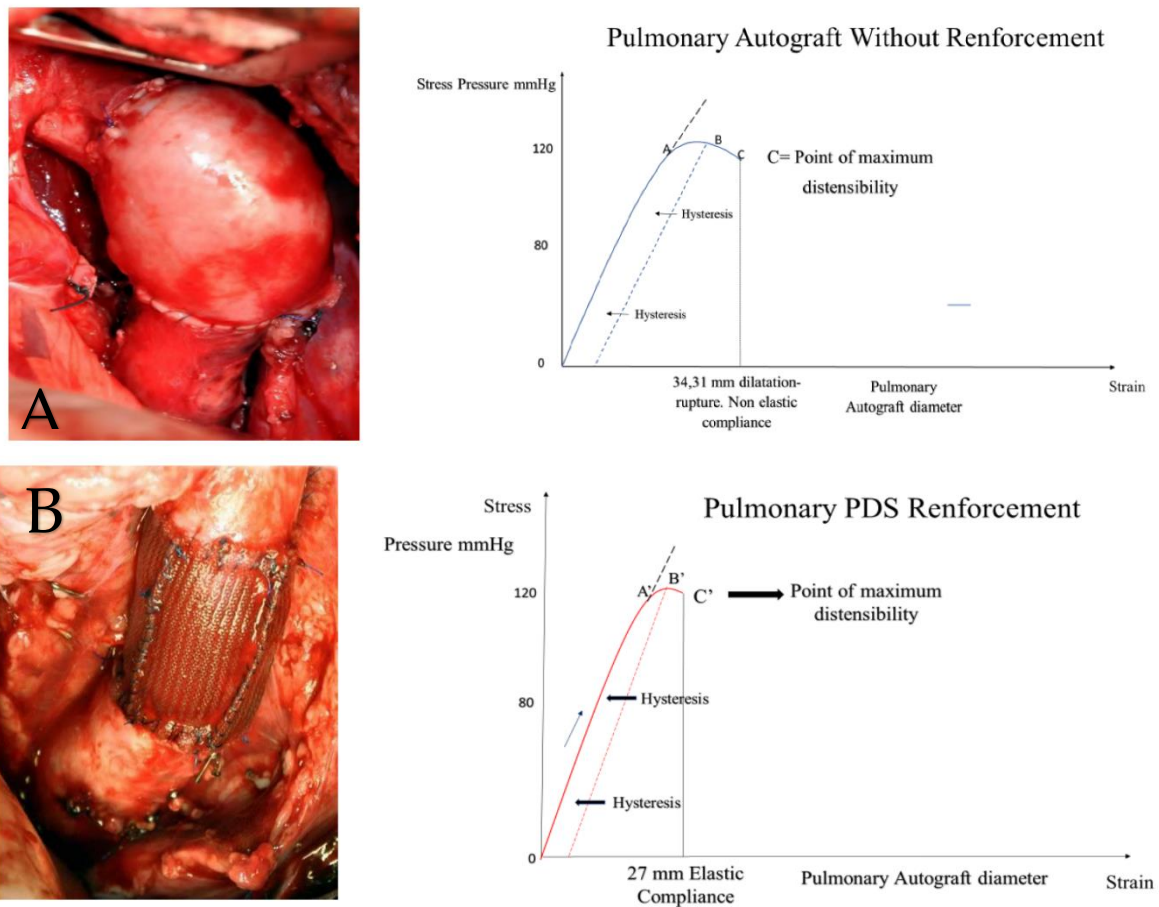 Pulmonary Autograft Without Renforcement
Stress Pressure mmHg
120
A
B
C
C= Point of maximum
distensibility
Hysteresis
80
Hysteresis
0
34,31 mm dilatation-
rupture. Non elastic
compliance
Pulmonary
Autograft diameter
Strain
A
B
Stress
Pulmonary PDS Renforcement
Pressure mmHg
120
A'
B'
C'
Point of maximum
distensibility
80
Hysteresis
Hysteresis
0
27 mm Elastic
Compliance
Pulmonary Autograft diameter
Strain